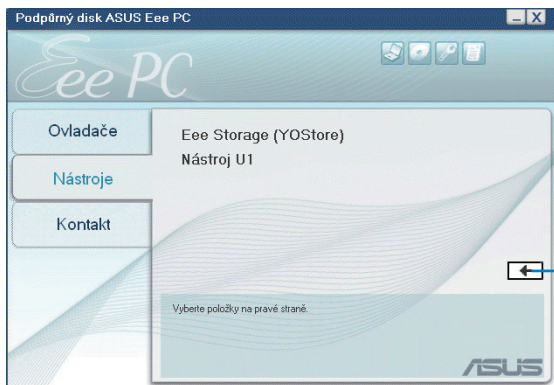 Podpůrný disk ASUS Eee PC
Eee PC
Ovladače
Eee Storage (YOStore)
Nástroj U1
Nástroje
Kontakt
Vyberte položky na pravé straně.
ASUS